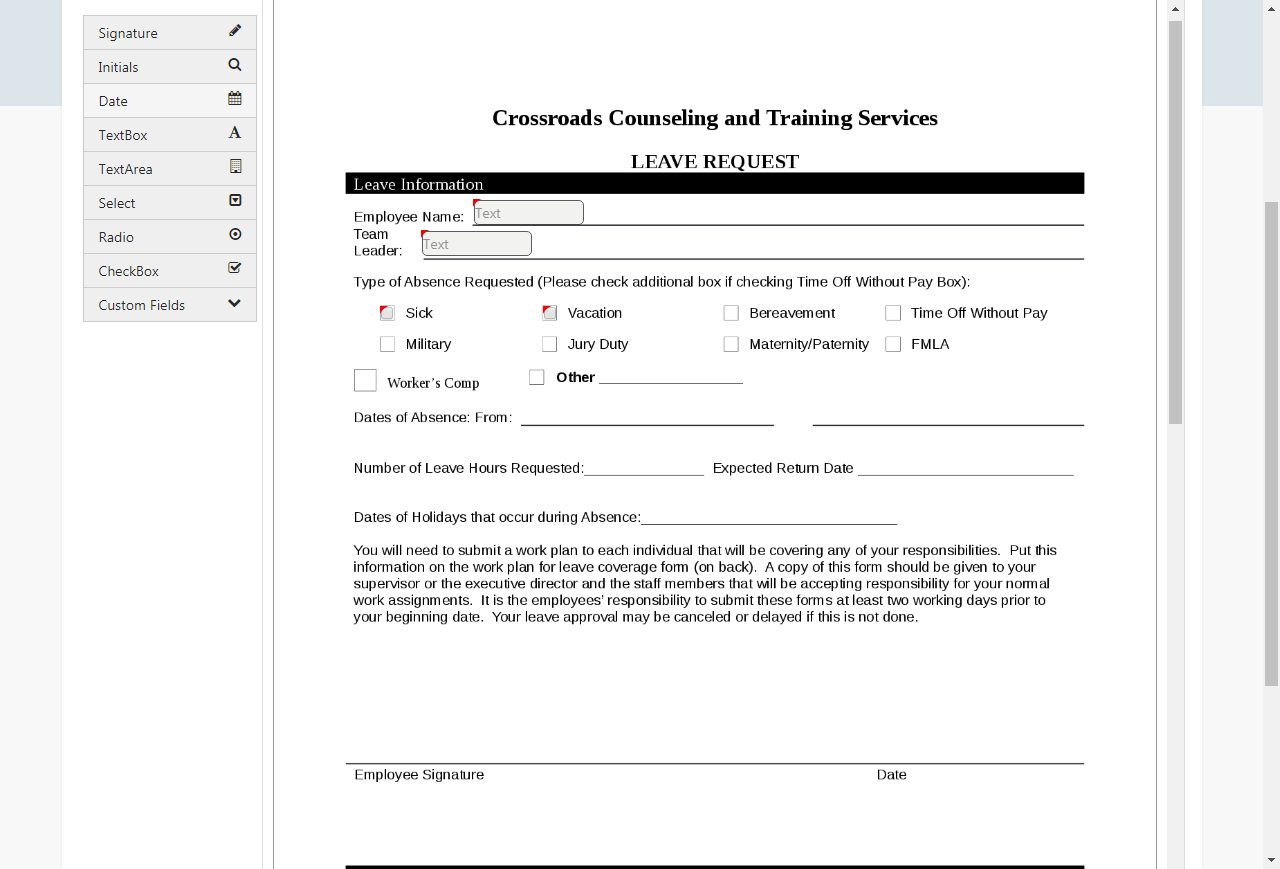 Signature
Initials
Date
TextBox
TextArea
Select
Radio
CheckBox
Custom Fields
Crossroads Counseling and Training Services
LEAVE REQUEST
Leave Information
Employee Name: Text
Team
Leader: Text
Type of Absence Requested (Please check additional box if checking Time Off Without Pay Box):
Sick Vacation Bereavement Time Off Without Pay
Military Jury Duty Maternity/Paternity FMLA
Worker’s Comp Other ___________________
Dates of Absence: From:
Number of Leave Hours Requested:_______________ Expected Return Date ___________________________
Dates of Holidays that occur during Absence:________________________________
You will need to submit a work plan to each individual that will be covering any of your responsibilities. Put this
information on the work plan for leave coverage form (on back). A copy of this form should be given to your
supervisor or the executive director and the staff members that will be accepting responsibility for your normal
work assignments. It is the employees’ responsibility to submit these forms at least two working days prior to
your beginning date. Your leave approval may be canceled or delayed if this is not done.
Employee Signature Date